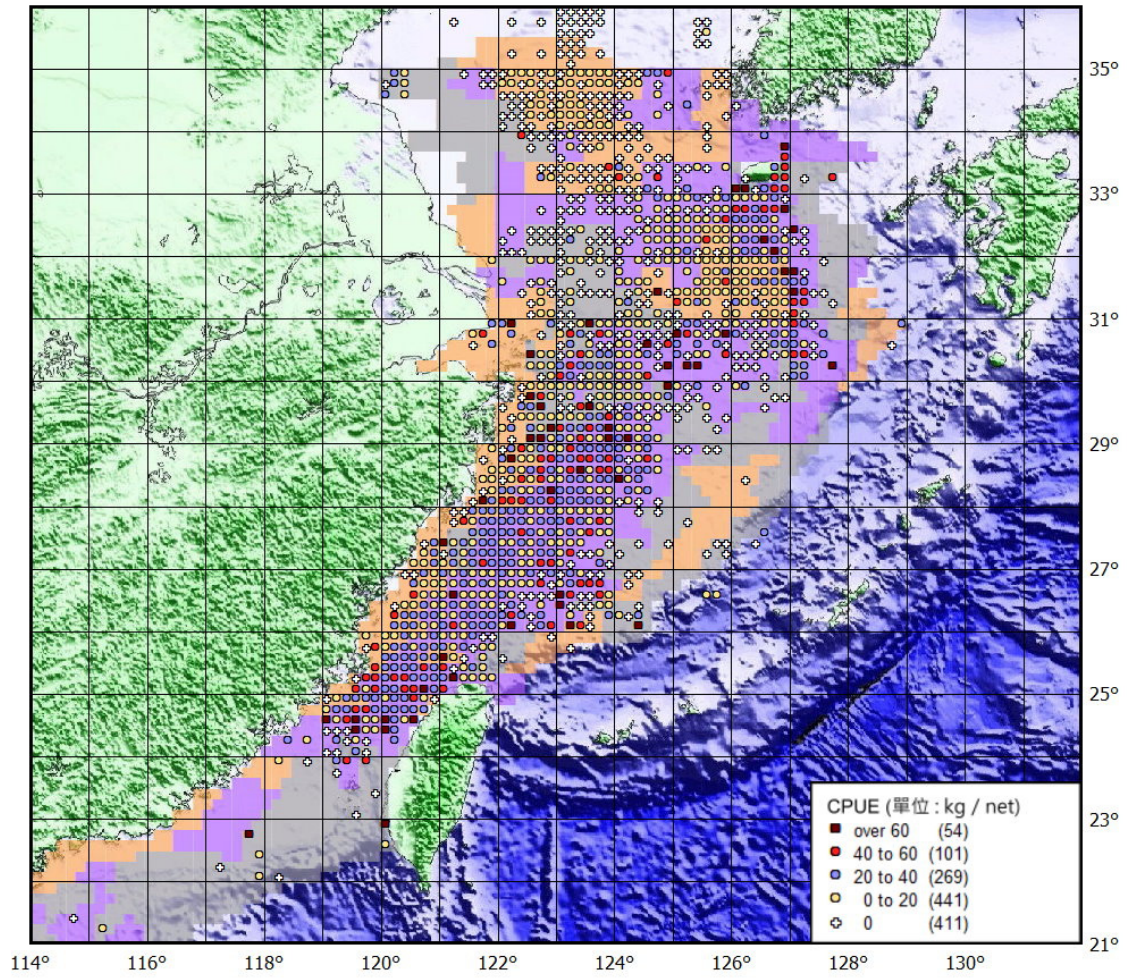 35°
33°
31°
29°
27°
25°
23°
21°
CPUE (單位 : kg / net)
over 60 (54)
40 to 60 (101)
20 to 40 (269)
0 to 20 (441)
0 (411)
114° 116° 118° 120° 122° 124° 126° 128° 130°